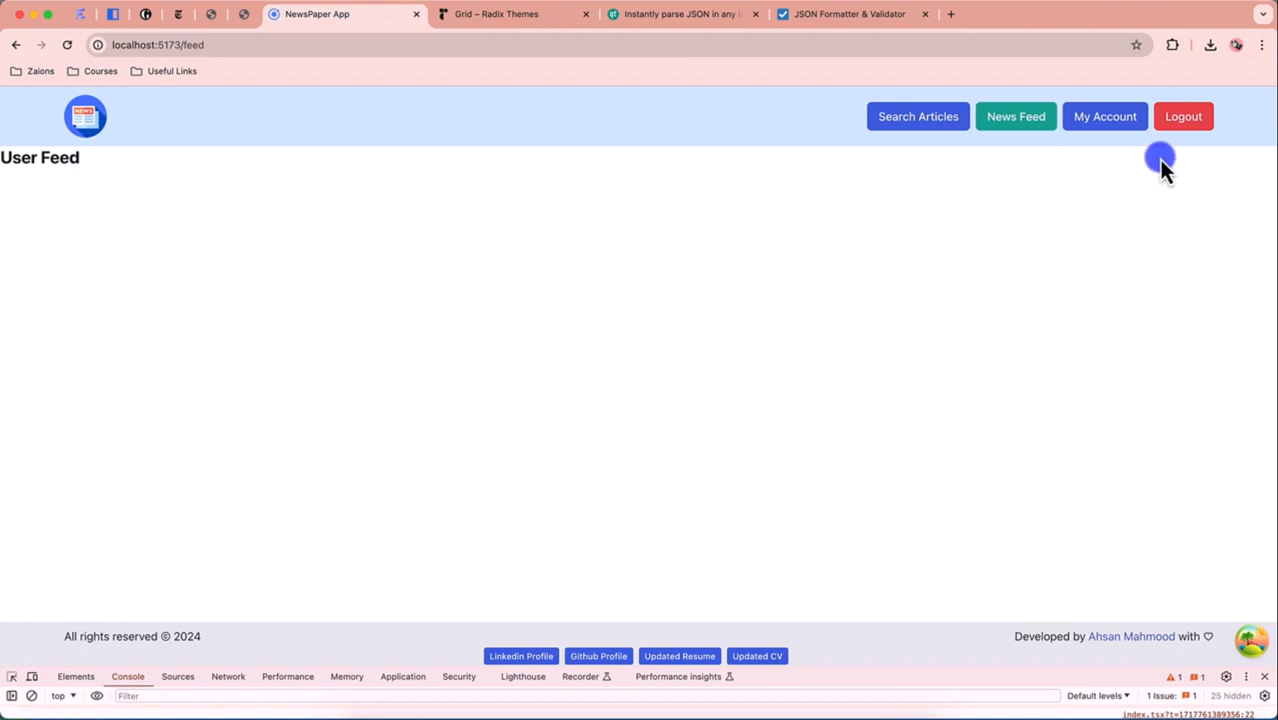 NewsPaper App
Grid – Radix Themes
Instantly parse JSON in any
JSON Formatter & Validator
localhost:5173/feed
Zaions
Courses
Useful Links
NEWS
Search Articles
News Feed
My Account
Logout
User Feed
All rights reserved © 2024
Developed by Ahsan Mahmood with ♡
Linkedin Profile
Github Profile
Updated Resume
Updated CV
Elements
Console
Sources
Network
Performance
Memory
Application
Security
Lighthouse
Recorder
Performance insights
1
1
top
Filter
Default levels
1 Issue: 1
25 hidden
index.tsx?t=1717761389356:22